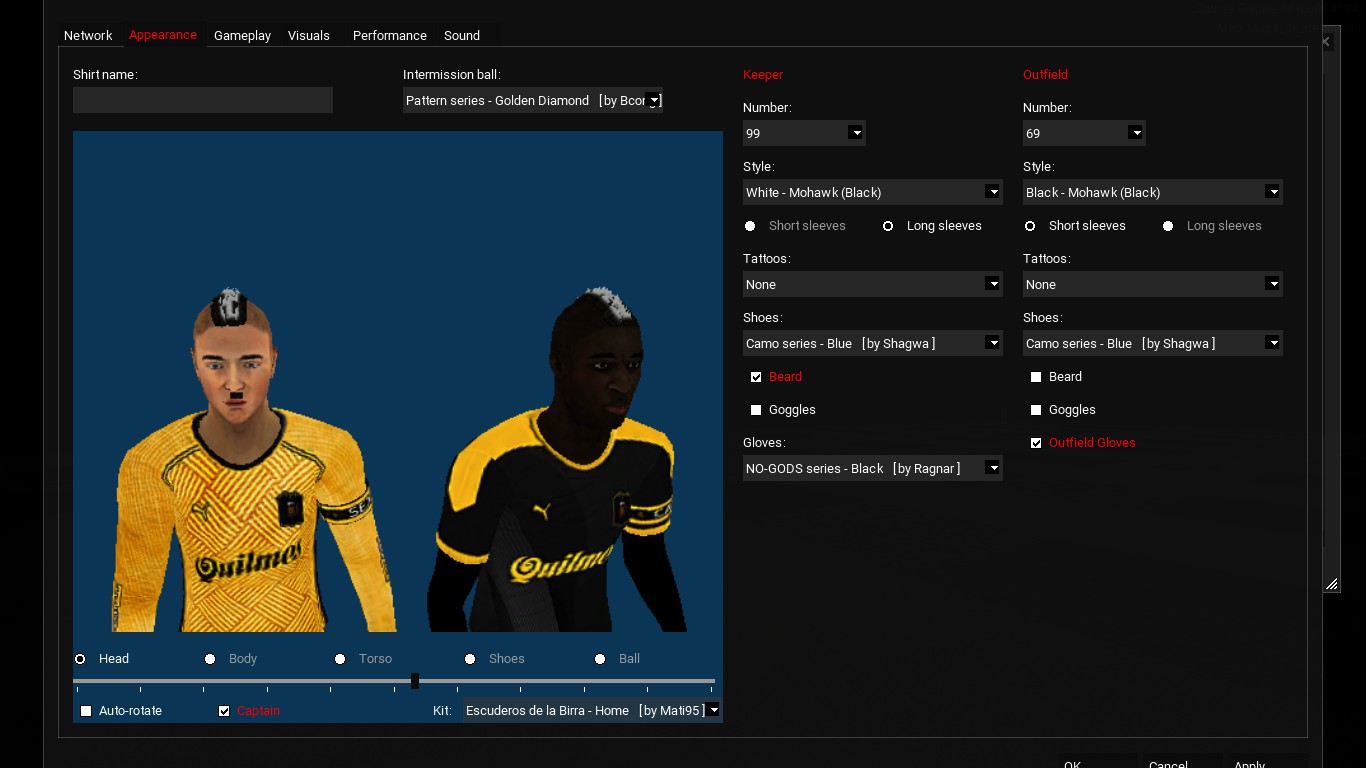 Network Appearance Gameplay Visuals Performance Sound
Shirt name:
Intermission ball:
Pattern series - Golden Diamond
Keeper
Number:
99
Style:
White - Mohawk (Black)
Short sleeves Long sleeves
Tattoos:
None
Shoes:
Camo series - Blue [by Shagwa]
Beard
Goggles
Gloves:
NO-GODS series - Black [by Ragnar]
Outfield
Number:
69
Style:
Black - Mohawk (Black)
Short sleeves Long sleeves
Tattoos:
None
Shoes:
Camo series - Blue [by Shagwa]
Beard
Goggles
Outfield Gloves
Quilmes
Quilme
Head Body Torso Shoes Ball
Auto-rotate Captain Kit: Escuderos de la Birra - Home [by Mati95]
OK Cancel Apply